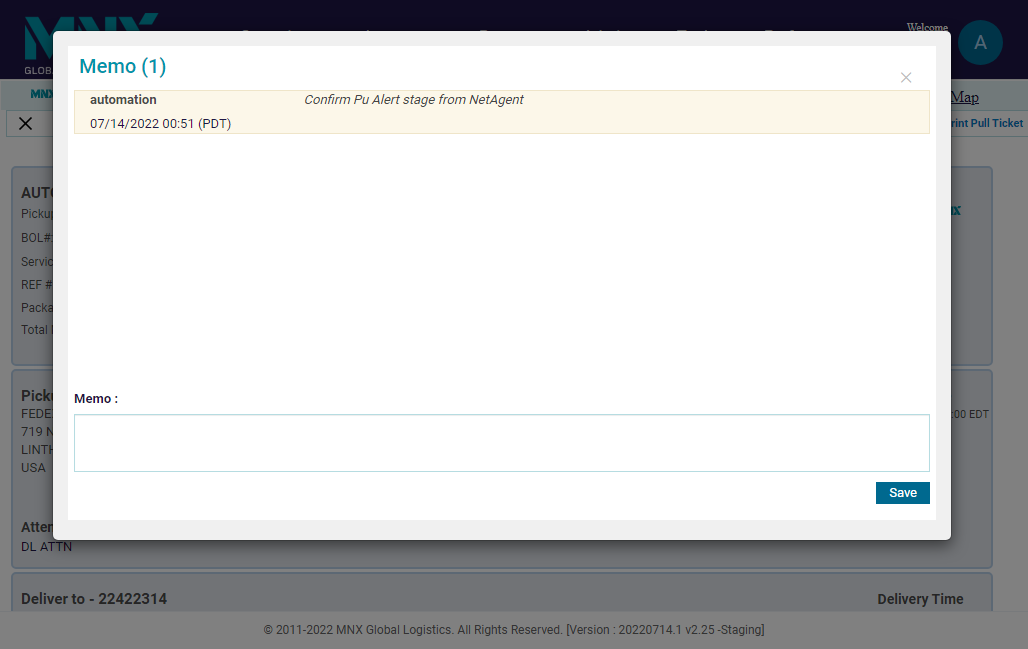 MNX
GLOB
Welcome
A
MNX
Map
rint Pull Ticket
Memo (1)
×
automation Confirm Pu Alert stage from NetAgent
07/14/2022 00:51 (PDT)
AUTO
Pickup
BOL#:
Servic
REF #
Packa
Total
Memo :
Save
Picku
FEDE
719 N
LINTH
USA
:00 EDT
Atten
DL ATTN
Deliver to - 22422314 Delivery Time
© 2011-2022 MNX Global Logistics. All Rights Reserved. [Version : 20220714.1 v2.25 -Staging]